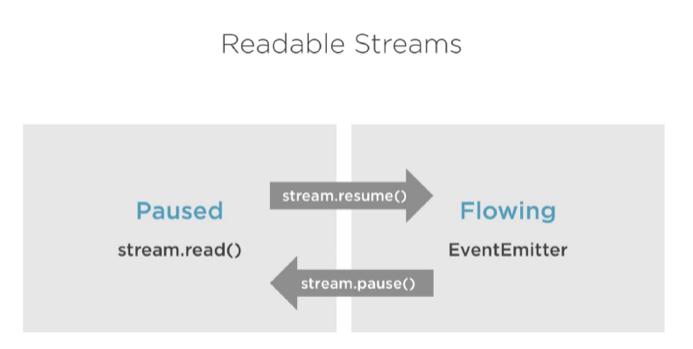 Readable Streams
Paused
stream.read()
stream.resume()
stream.pause()
Flowing
EventEmitter